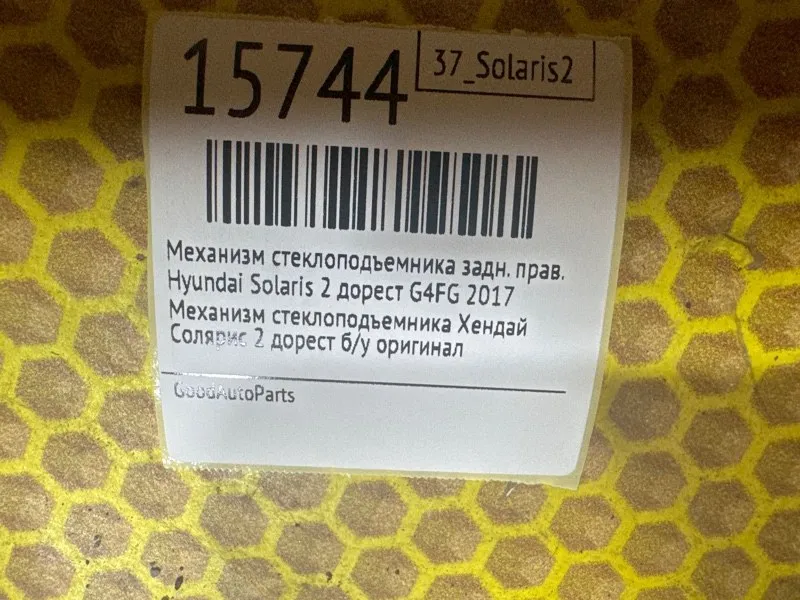 15744
37_Solaris2
Механизм стеклоподъемника задн. прав.
Hyundai Solaris 2 дорест G4FG 2017
Механизм стеклоподъемника Хендай
Солярис 2 дорест б/у оригинал
GoodAutoParts